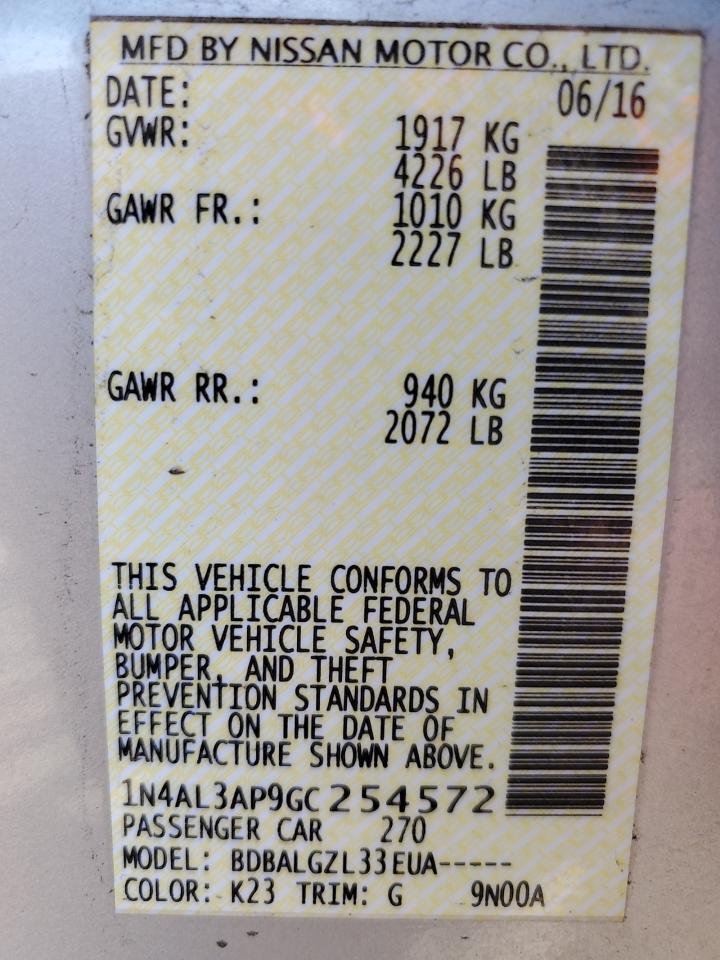 MFD BY NISSAN MOTOR CO., LTD.
DATE: 06/16
GVWR: 1917 KG
4226 LB
GAWR FR.: 1010 KG
2227 LB
GAWR RR.: 940 KG
2072 LB
THIS VEHICLE CONFORMS TO
ALL APPLICABLE FEDERAL
MOTOR VEHICLE SAFETY,
BUMPER, AND THEFT
PREVENTION STANDARDS IN
EFFECT ON THE DATE OF
MANUFACTURE SHOWN ABOVE.
1N4AL3AP9GC254572
PASSENGER CAR 270
MODEL: BDBALGZL33EUA-----
COLOR: K23 TRIM: G 9N00A